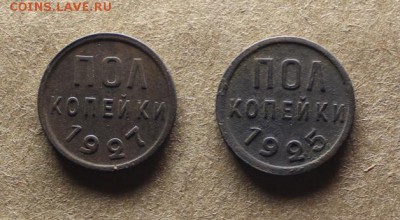 COINS.LAVE.RU
ПОЛ
КОПЕЙКИ
1927
ПОЛ
КОПЕЙКИ
1925